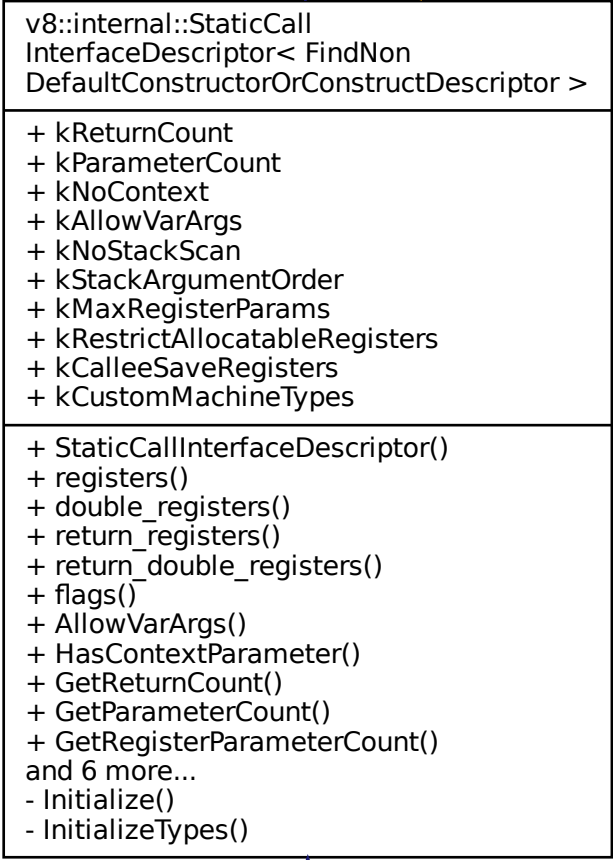 v8::internal::StaticCall
InterfaceDescriptor< FindNon
DefaultConstructorOrConstructDescriptor >
+ kReturnCount
+ kParameterCount
+ kNoContext
+ kAllowVarArgs
+ kNoStackScan
+ kStackArgumentOrder
+ kMaxRegisterParams
+ kRestrictAllocatableRegisters
+ kCalleeSaveRegisters
+ kCustomMachineTypes
+ StaticCallInterfaceDescriptor()
+ registers()
+ double_registers()
+ return_registers()
+ return_double_registers()
+ flags()
+ AllowVarArgs()
+ HasContextParameter()
+ GetReturnCount()
+ GetParameterCount()
+ GetRegisterParameterCount()
and 6 more...
- Initialize()
- InitializeTypes()